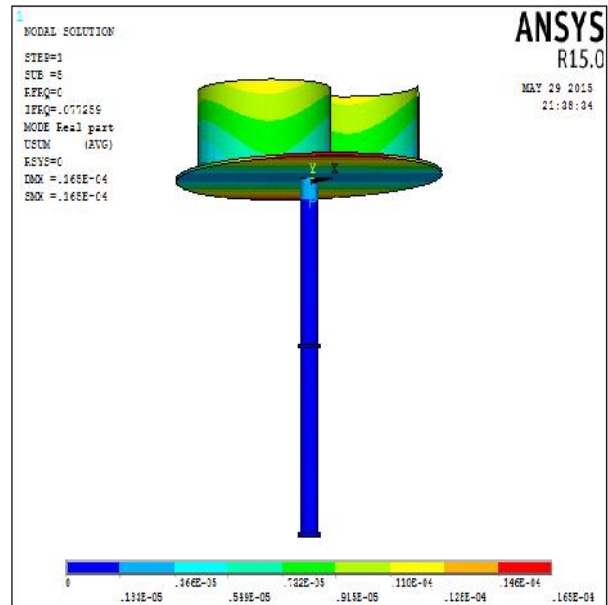 1
NODAL SOLUTION
STEP=1
SUB =8
RFRQ=0
IFRQ=.077259
MODE Real part
USUM (AVG)
RSYS=0
DMX =.165E-04
SMX =.165E-04
ANSYS
R15.0
MAY 29 2015
21:38:34
Y
X
0
.183E-05
.366E-05
.549E-05
.732E-05
.915E-05
.110E-04
.128E-04
.146E-04
.165E-04